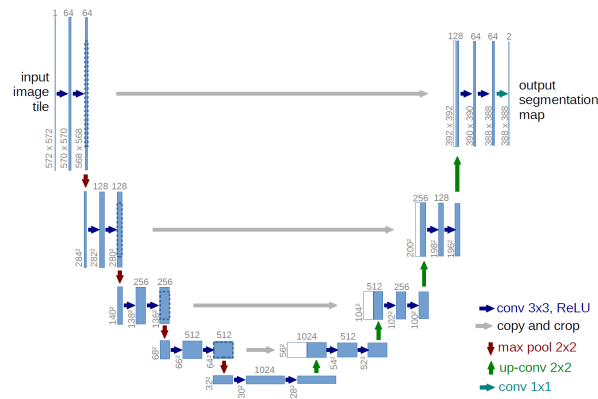 1 64 64
input
image
tile
572 x 572
570 x 570
568 x 568
128 64 64 2
output
segmentation
map
392 x 392
390 x 390
388 x 388
388 x 388
128 128
284²
282²
280²
256 128
200²
198²
196²
256 256
140²
138²
136²
512 256
104²
102²
100²
512 512
68²
66²
64²
1024 512
56²
54²
52²
1024
32²
30²
28²
conv 3x3, ReLU
copy and crop
max pool 2x2
up-conv 2x2
conv 1x1